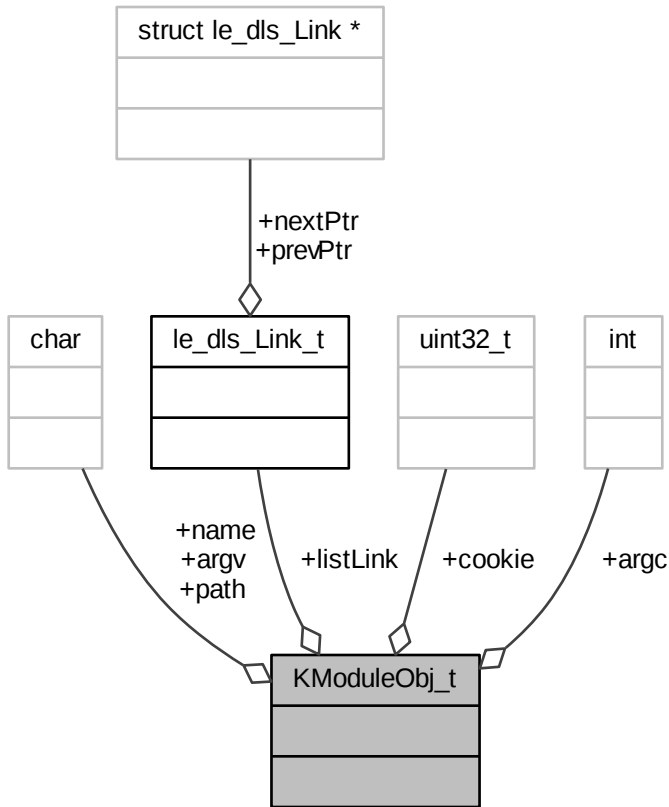 struct le_dls_Link *
+nextPtr
+prevPtr
char
le_dls_Link_t
uint32_t
int
+name
+argv
+path
+listLink
+cookie
+argc
KModuleObj_t